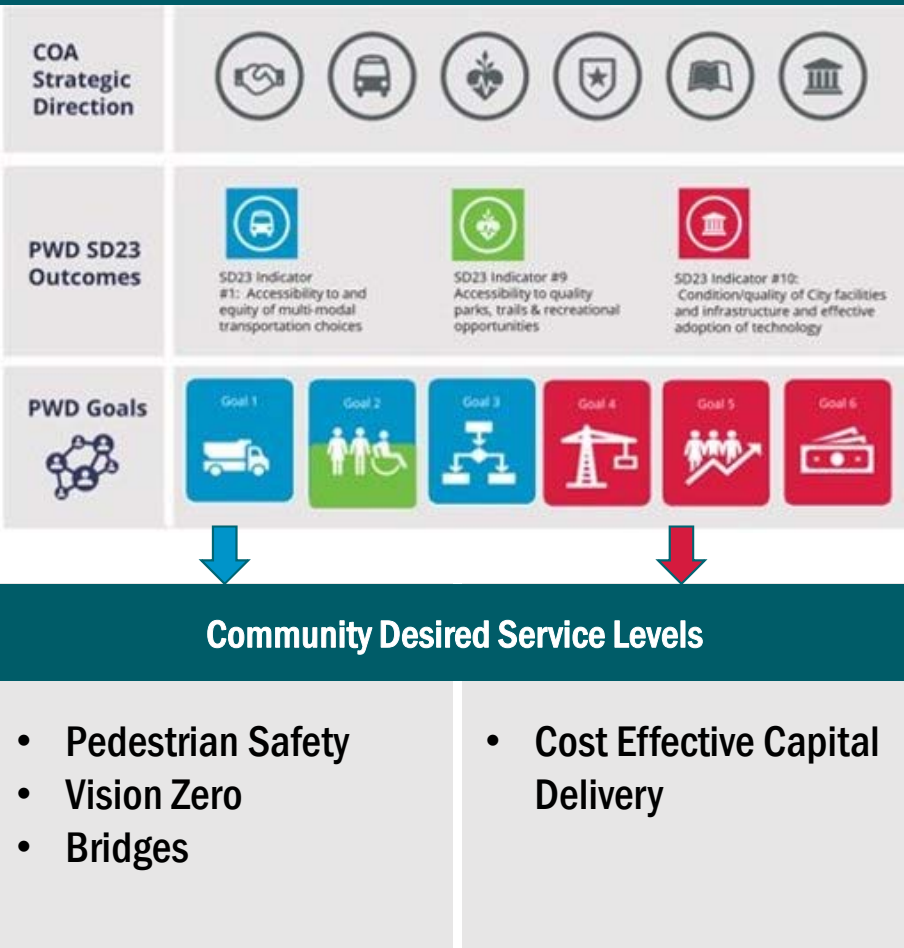 COA
Strategic
Direction
PWD SD23
Outcomes
SD23 Indicator
#1: Accessibility to and
equity of multi-modal
transportation choices
SD23 Indicator #9
Accessibility to quality
parks, trails & recreational
opportunities
SD23 Indicator #10:
Condition/quality of City facilities
and infrastructure and effective
adoption of technology
PWD Goals
Goal 1
Goal 2
Goal 3
Goal 4
Goal 5
Goal 6
Community Desired Service Levels
• Pedestrian Safety
• Vision Zero
• Bridges
• Cost Effective Capital
Delivery